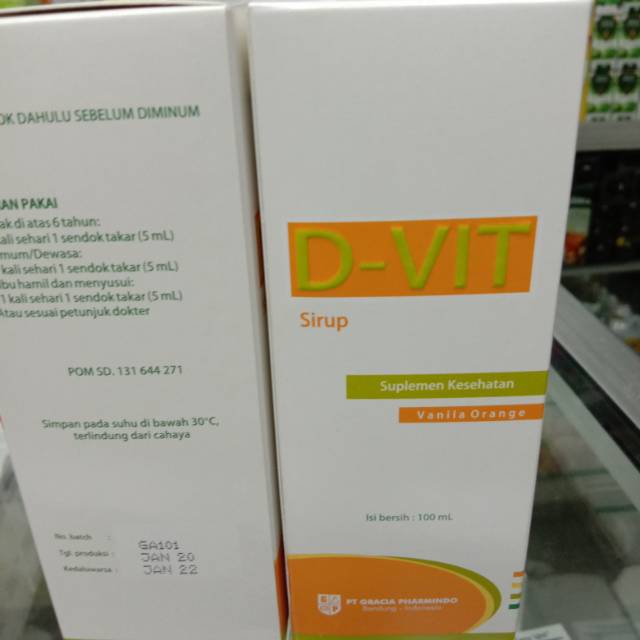 OK DAHULU SEBELUM DIMINUM
AN PAKAI
ak di atas 6 tahun:
kali sehari 1 sendok takar (5 mL)
mum/Dewasa:
kali sehari 1 sendok takar (5 mL)
bu hamil dan menyusui:
1 kali sehari 1 sendok takar (5 mL)
Atau sesuai petunjuk dokter
POM SD. 131 644 271
Simpan pada suhu di bawah 30°C,
terlindung dari cahaya
No. batch :
GA101
Tgl. produksi :
JAN 20
Kedaluwarsa :
JAN 22
D-VIT
Sirup
Suplemen Kesehatan
Vanila Orange
Isi bersih : 100 mL
PT GRACIA PHARMINDO
Bandung - Indonesia